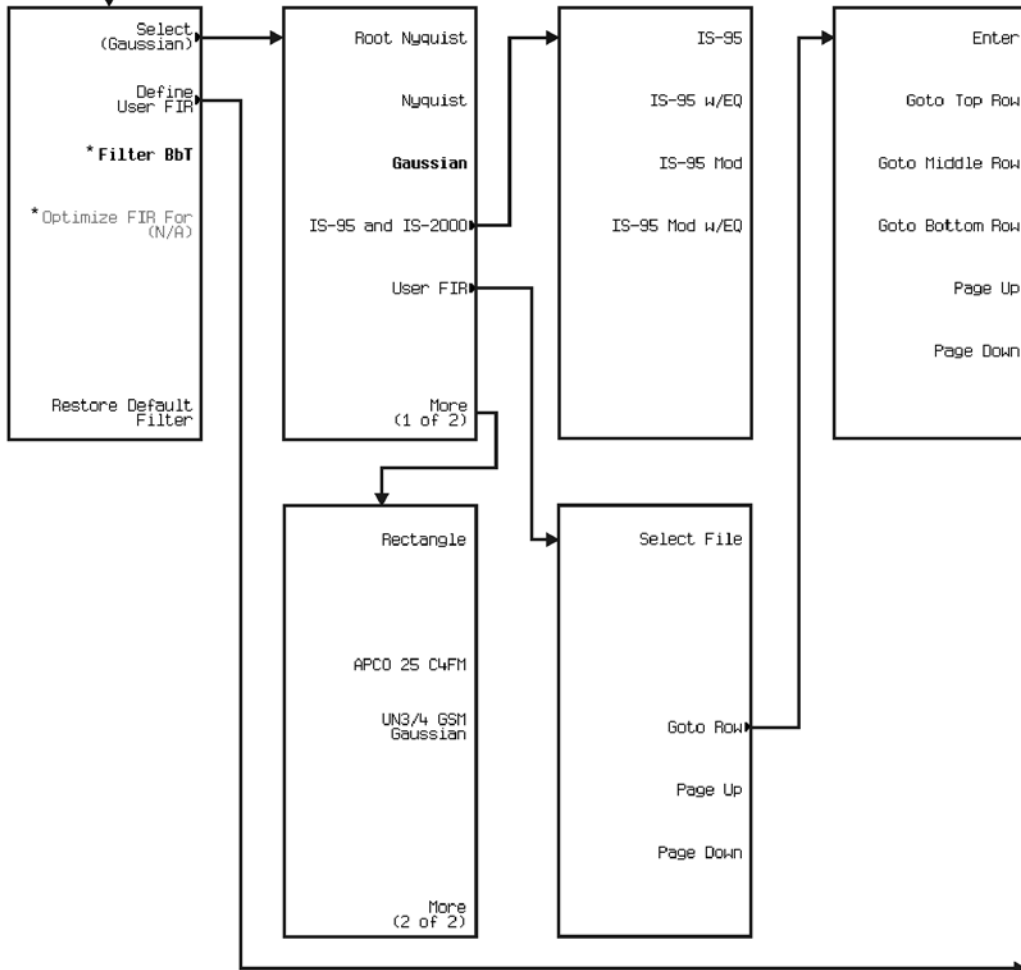 Select
(Gaussian)
Define
User FIR
*Filter BbT
*Optimize FIR For
(N/A)
Restore Default
Filter
Root Nyquist
Nyquist
Gaussian
IS-95 and IS-2000
User FIR
More
(1 of 2)
IS-95
IS-95 w/EQ
IS-95 Mod
IS-95 Mod w/EQ
Enter
Goto Top Row
Goto Middle Row
Goto Bottom Row
Page Up
Page Down
Rectangle
APCO 25 C4FM
UN3/4 GSM
Gaussian
More
(2 of 2)
Select File
Goto Row
Page Up
Page Down